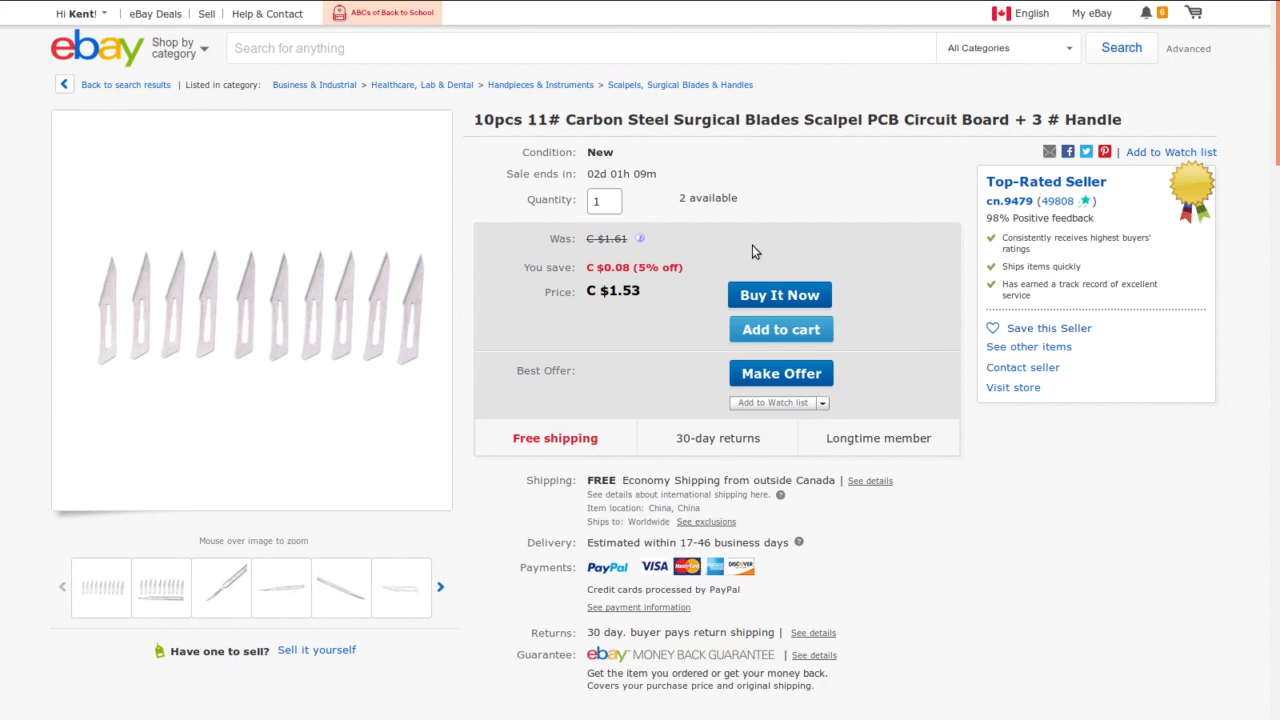 Hi Kent! | eBay Deals | Sell | Help & Contact ABCs of Back to School English My eBay 6
ebay Shop by category Search for anything All Categories Search Advanced
Back to search results | Listed in category: Business & Industrial > Healthcare, Lab & Dental > Handpieces & Instruments > Scalpels, Surgical Blades & Handles
10pcs 11# Carbon Steel Surgical Blades Scalpel PCB Circuit Board + 3 # Handle
Condition: New
| Add to Watch list
Sale ends in: 02d 01h 09m
Quantity: 1 2 available
Was: C $1.61
You save: C $0.08 (5% off)
Price: C $1.53
Buy It Now
Add to cart
Best Offer:
Make Offer
Add to Watch list
Free shipping 30-day returns Longtime member
Top-Rated Seller
cn.9479 (49808 )
98% Positive feedback
Consistently receives highest buyers'
ratings
Ships items quickly
Has earned a track record of excellent
service
Save this Seller
See other items
Contact seller
Visit store
Shipping: FREE Economy Shipping from outside Canada | See details
See details about international shipping here. ?
Item location: China, China
Ships to: Worldwide See exclusions
Delivery: Estimated within 17-46 business days ?
Payments: PayPal VISA MasterCard DISCOVER
Credit cards processed by PayPal
See payment information
Returns: 30 day. buyer pays return shipping | See details
Guarantee: ebay MONEY BACK GUARANTEE | See details
Get the item you ordered or get your money back.
Covers your purchase price and original shipping.
Mouse over image to zoom
Have one to sell? Sell it yourself